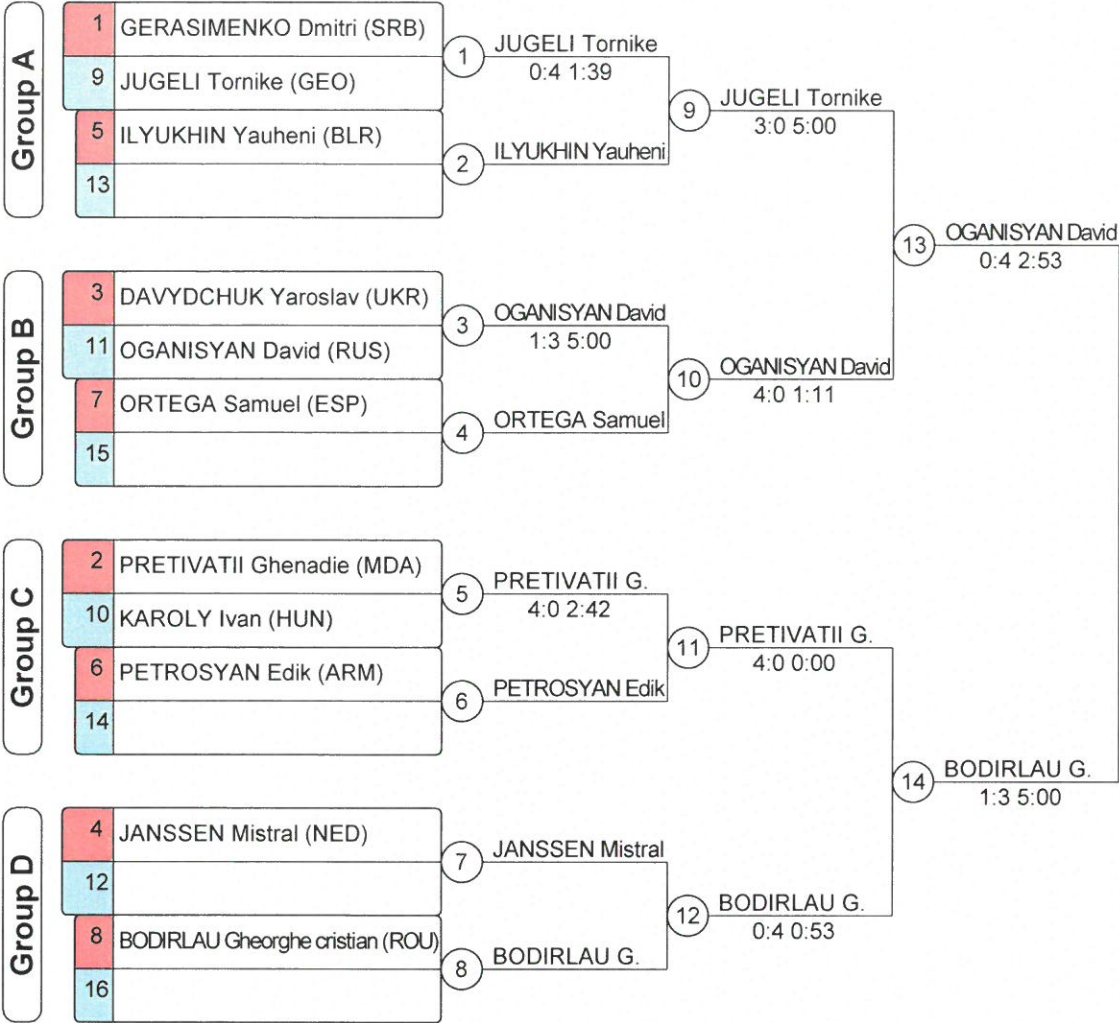 Group A
1 GERASIMENKO Dmitri (SRB)
9 JUGELI Tornike (GEO)
5 ILYUKHIN Yauheni (BLR)
13
1 JUGELI Tornike
0:4 1:39
2 ILYUKHIN Yauheni
9 JUGELI Tornike
3:0 5:00
Group B
3 DAVYDCHUK Yaroslav (UKR)
11 OGANISYAN David (RUS)
7 ORTEGA Samuel (ESP)
15
3 OGANISYAN David
1:3 5:00
4 ORTEGA Samuel
10 OGANISYAN David
4:0 1:11
13 OGANISYAN David
0:4 2:53
Group C
2 PRETIVATII Ghenadie (MDA)
10 KAROLY Ivan (HUN)
6 PETROSYAN Edik (ARM)
14
5 PRETIVATII G.
4:0 2:42
6 PETROSYAN Edik
11 PRETIVATII G.
4:0 0:00
Group D
4 JANSSEN Mistral (NED)
12
8 BODIRLAU Gheorghe cristian (ROU)
16
7 JANSSEN Mistral
8 BODIRLAU G.
12 BODIRLAU G.
0:4 0:53
14 BODIRLAU G.
1:3 5:00